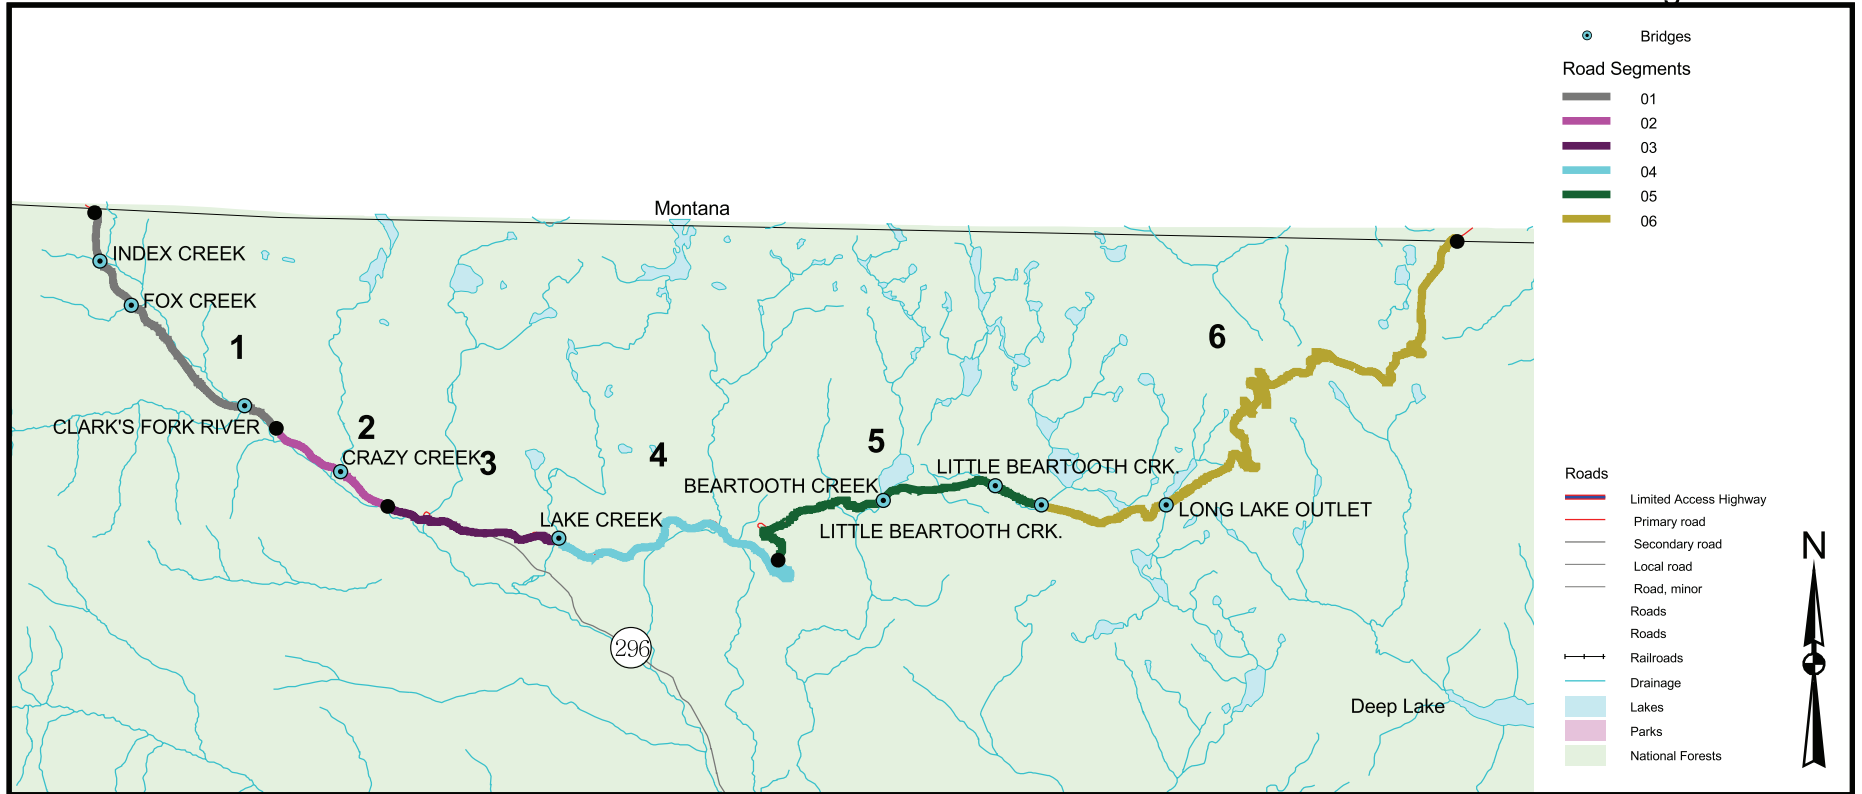 Bridges
Road Segments
01
02
03
04
05
06
Montana
INDEX CREEK
FOX CREEK
1
6
CLARK'S FORK RIVER
2
5
CRAZY CREEK
3
4
LITTLE BEARTOOTH CRK.
BEARTOOTH CREEK
LONG LAKE OUTLET
LAKE CREEK
LITTLE BEARTOOTH CRK.
296
Deep Lake
Roads
Limited Access Highway
Primary road
Secondary road
Local road
Road, minor
Roads
Roads
Railroads
Drainage
Lakes
Parks
National Forests
N